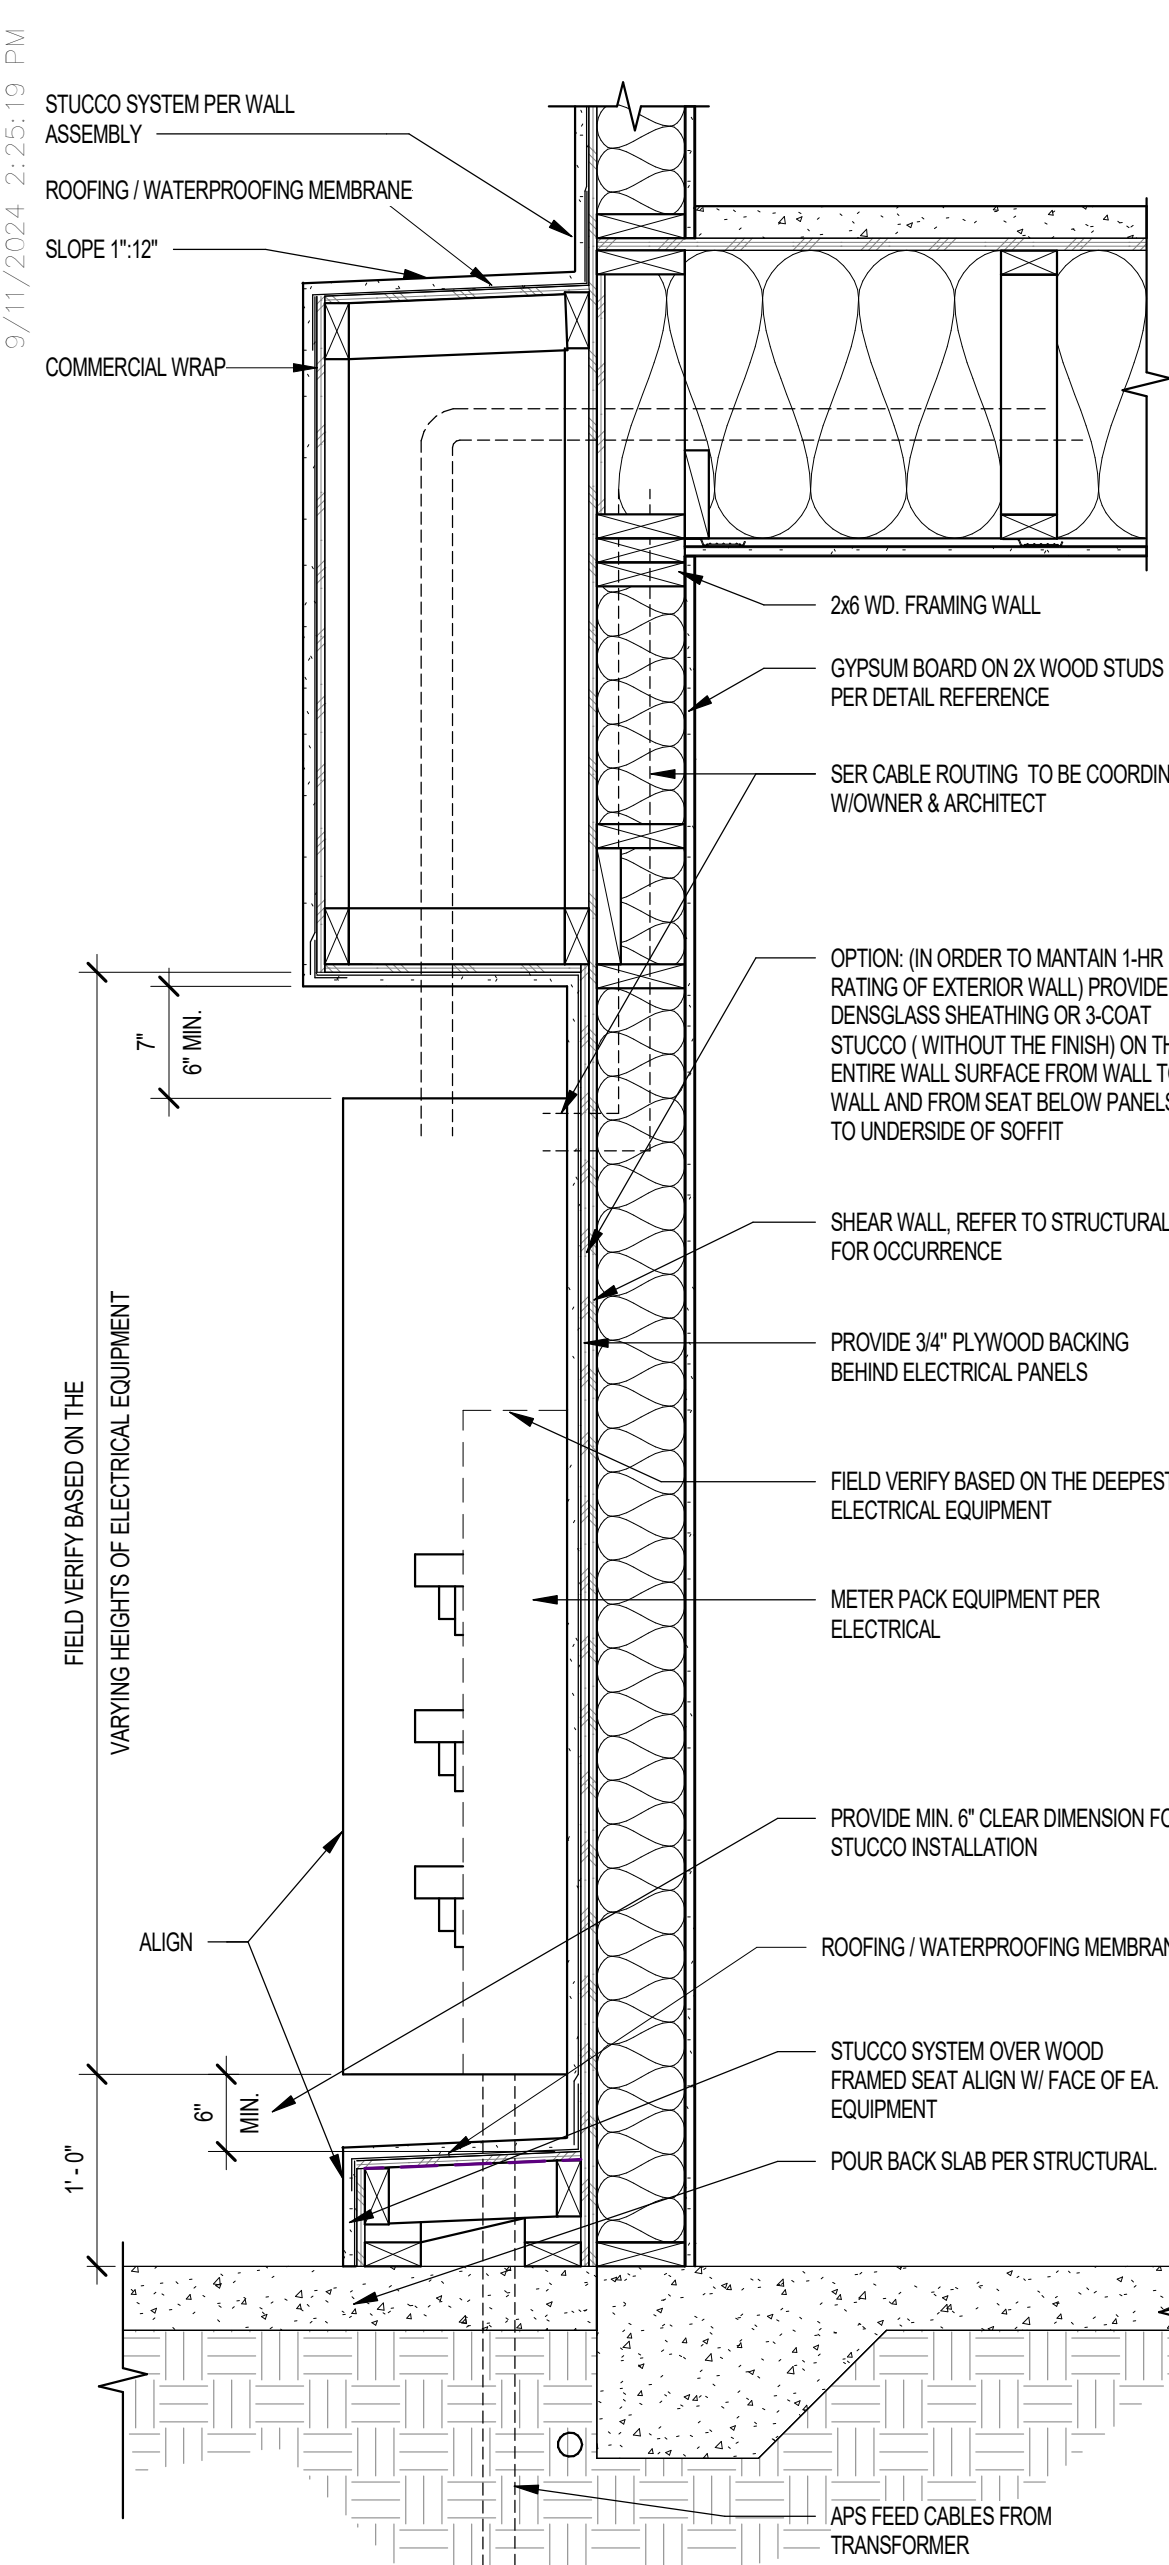 9/11/2024 2:25:19 PM
STUCCO SYSTEM PER WALL
ASSEMBLY
ROOFING / WATERPROOFING MEMBRANE
SLOPE 1":12"
COMMERCIAL WRAP
2x6 WD. FRAMING WALL
GYPSUM BOARD ON 2X WOOD STUDS
PER DETAIL REFERENCE
SER CABLE ROUTING TO BE COORDIN
W/OWNER & ARCHITECT
OPTION: (IN ORDER TO MANTAIN 1-HR
RATING OF EXTERIOR WALL) PROVIDE
DENSGLASS SHEATHING OR 3-COAT
STUCCO ( WITHOUT THE FINISH) ON TH
ENTIRE WALL SURFACE FROM WALL TO
WALL AND FROM SEAT BELOW PANELS
TO UNDERSIDE OF SOFFIT
7"
6" MIN.
SHEAR WALL, REFER TO STRUCTURAL
FOR OCCURRENCE
PROVIDE 3/4" PLYWOOD BACKING
BEHIND ELECTRICAL PANELS
FIELD VERIFY BASED ON THE
VARYING HEIGHTS OF ELECTRICAL EQUIPMENT
FIELD VERIFY BASED ON THE DEEPEST
ELECTRICAL EQUIPMENT
METER PACK EQUIPMENT PER
ELECTRICAL
PROVIDE MIN. 6" CLEAR DIMENSION FO
STUCCO INSTALLATION
ALIGN
ROOFING / WATERPROOFING MEMBRAN
6"
MIN.
1' - 0"
STUCCO SYSTEM OVER WOOD
FRAMED SEAT ALIGN W/ FACE OF EA.
EQUIPMENT
POUR BACK SLAB PER STRUCTURAL.
APS FEED CABLES FROM
TRANSFORMER